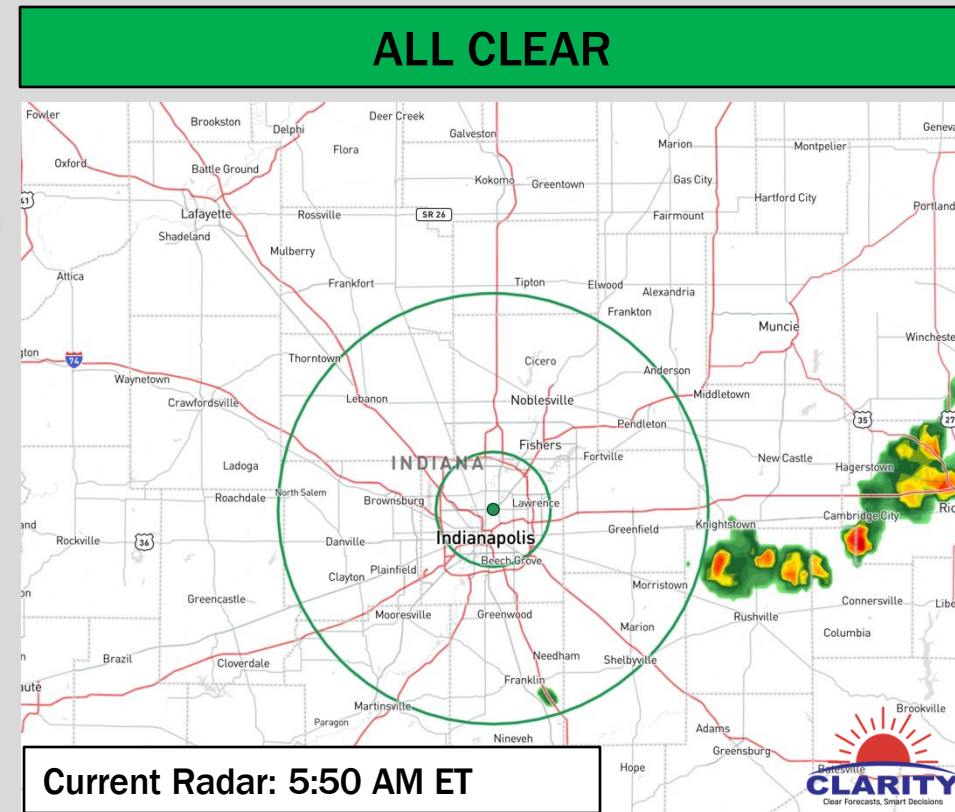 ALL CLEAR
Fowler
Brookston
Delphi
Deer Creek
Galveston
Marion
Montpelier
Flora
Oxford
Battle Ground
Kokomo
Greentown
Gas City
Hartford City
Lafayette
Rossville
SR 26
Fairmount
Portland
Shadeland
Mulberry
Attica
Frankfort
Tipton
Elwood
Alexandria
Frankton
Muncie
74
Thorntown
Cicero
Anderson
Waynetown
Crawfordsville
Lebanon
Noblesville
Middletown
Pendleton
35
27
Fishers
Fortville
New Castle
Hagerstown
INDIANA
Ladoga
Roachdale
North Salem
Brownsburg
Lawrence
Cambridge City
Knightstown
Greenfield
Rockville
36
Danville
Indianapolis
Beech Grove
Plainfield
Clayton
Morristown
Greencastle
Mooresville
Greenwood
Rushville
Connersville
Marion
Columbia
Brazil
Cloverdale
Needham
Shelbyville
Franklin
Martinsville
Paragon
Nineveh
Adams
Brookville
Greensburg
Hope
Batesville
Current Radar: 5:50 AM ET
CLARITY
Clear Forecasts, Smart Decisions